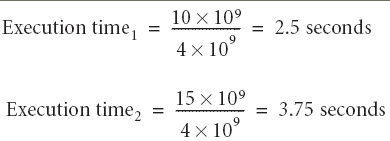 Execution time₁ = 10 × 10⁹ / 4 × 10⁹ = 2.5 seconds
Execution time₂ = 15 × 10⁹ / 4 × 10⁹ = 3.75 seconds